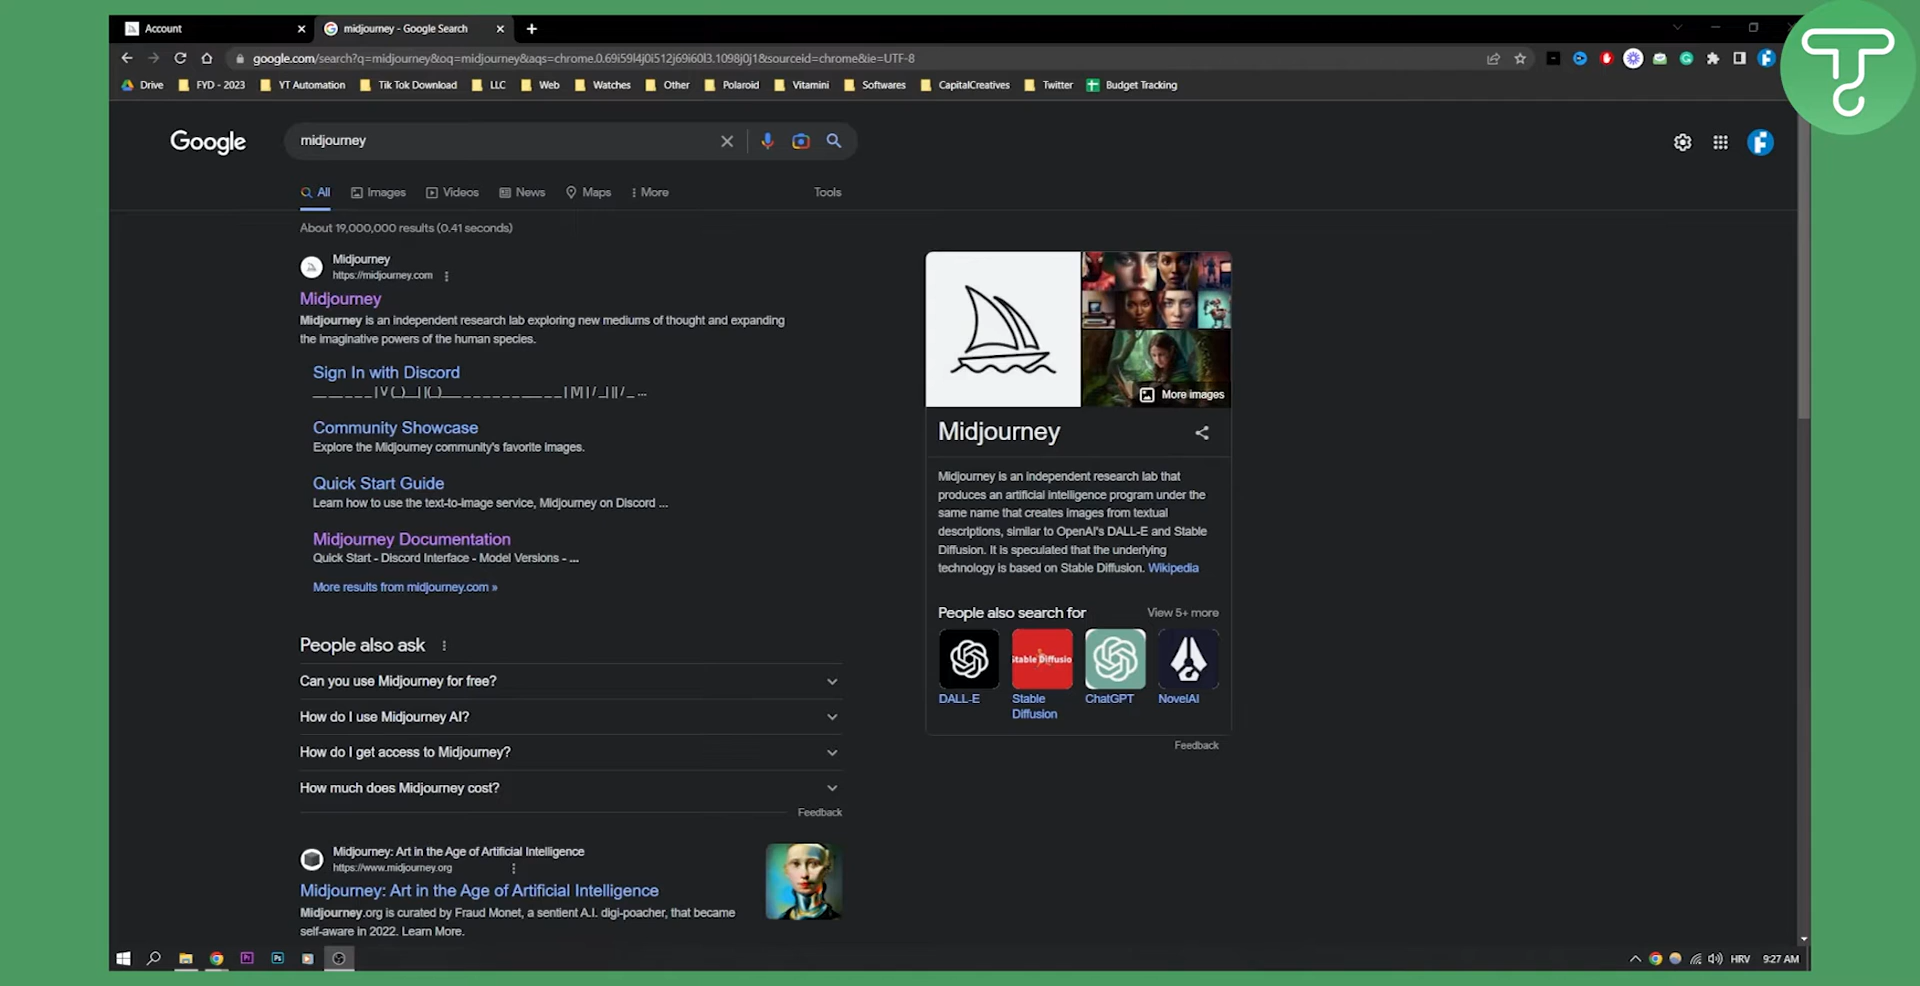 Account
midjourney - Google Search
google.com/search?q=midjourney&oq=midjourney&aqs=chrome.0.69i59l4j0i512j69i60l3.1098j0j1&sourceid=chrome&ie=UTF-8
Drive FYD - 2023 YT Automation Tik Tok Download LLC Web Watches Other Polaroid Vitamini Softwares CapitalCreatives Twitter Budget Tracking
Google
midjourney
All Images Videos News Maps More Tools
About 19,000,000 results (0.41 seconds)
Midjourney
https://midjourney.com
Midjourney
Midjourney is an independent research lab exploring new mediums of thought and expanding
the imaginative powers of the human species.
Sign In with Discord
__ __ _ _ _ | V (_)__| |(_)___ _ _ _ _ _ _ ___ _ _ | |V| | / _| || / _ ...
Community Showcase
Explore the Midjourney community's favorite images.
Quick Start Guide
Learn how to use the text-to-image service, Midjourney on Discord ...
Midjourney Documentation
Quick Start - Discord Interface - Model Versions - ...
More results from midjourney.com »
People also ask
Can you use Midjourney for free?
How do I use Midjourney AI?
How do I get access to Midjourney?
How much does Midjourney cost?
Feedback
Midjourney: Art in the Age of Artificial Intelligence
https://www.midjourney.org
Midjourney: Art in the Age of Artificial Intelligence
Midjourney.org is curated by Fraud Monet, a sentient A.I. digi-poacher, that became
self-aware in 2022. Learn More.
More images
Midjourney
Midjourney is an independent research lab that
produces an artificial intelligence program under the
same name that creates images from textual
descriptions, similar to OpenAI's DALL-E and Stable
Diffusion. It is speculated that the underlying
technology is based on Stable Diffusion. Wikipedia
People also search for View 5+ more
Stable Diffusio
DALL-E
Stable
Diffusion
ChatGPT
NovelAI
Feedback
Pr
Ps
HRV
9:27 AM